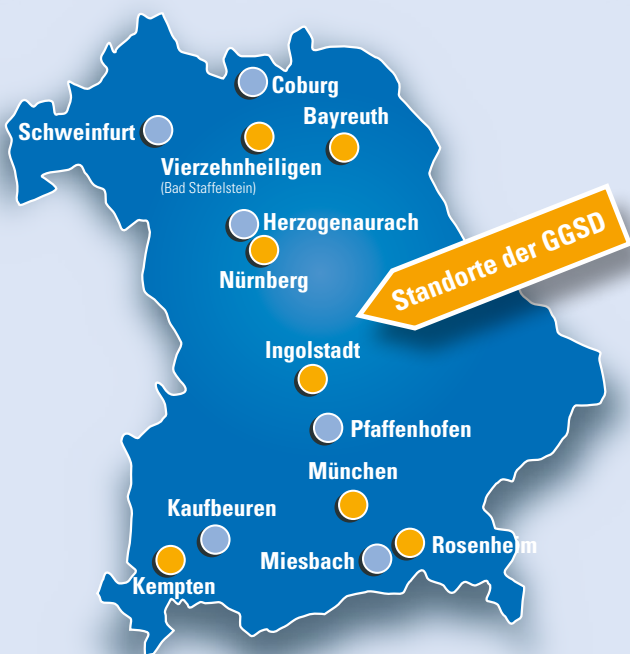 Coburg
Bayreuth
Schweinfurt
Vierzehnheiligen
(Bad Staffelstein)
Herzogenaurach
Standorte der GGSD
Nürnberg
Ingolstadt
Pfaffenhofen
München
Kaufbeuren
Rosenheim
Miesbach
Kempten